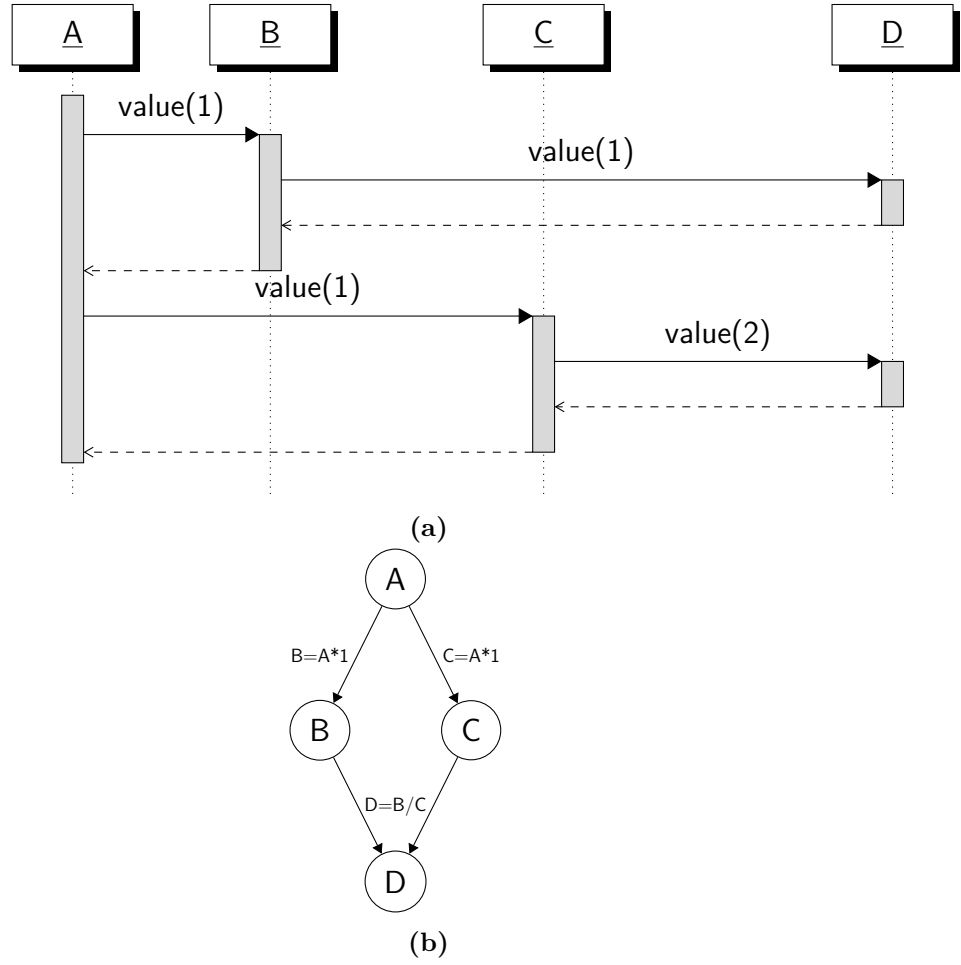 A B C D
value(1)
value(1)
value(1)
value(2)
(a)
A
B=A*1 C=A*1
B C
D=B/C
D
(b)